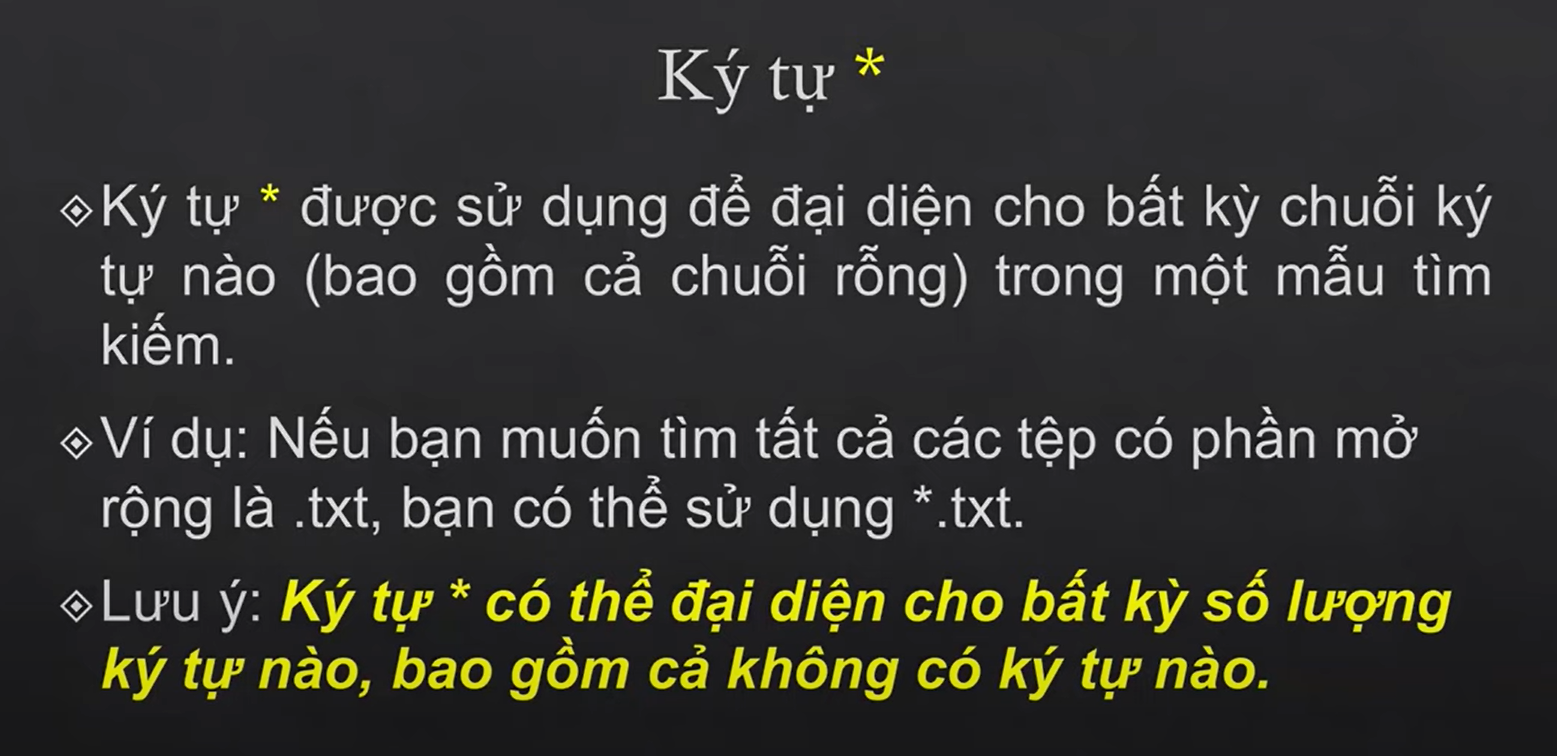 Ký tự *
Ký tự * được sử dụng để đại diện cho bất kỳ chuỗi ký
tự nào (bao gồm cả chuỗi rỗng) trong một mẫu tìm
kiếm.
Ví dụ: Nếu bạn muốn tìm tất cả các tệp có phần mở
rộng là .txt, bạn có thể sử dụng *.txt.
Lưu ý: Ký tự * có thể đại diện cho bất kỳ số lượng
ký tự nào, bao gồm cả không có ký tự nào.